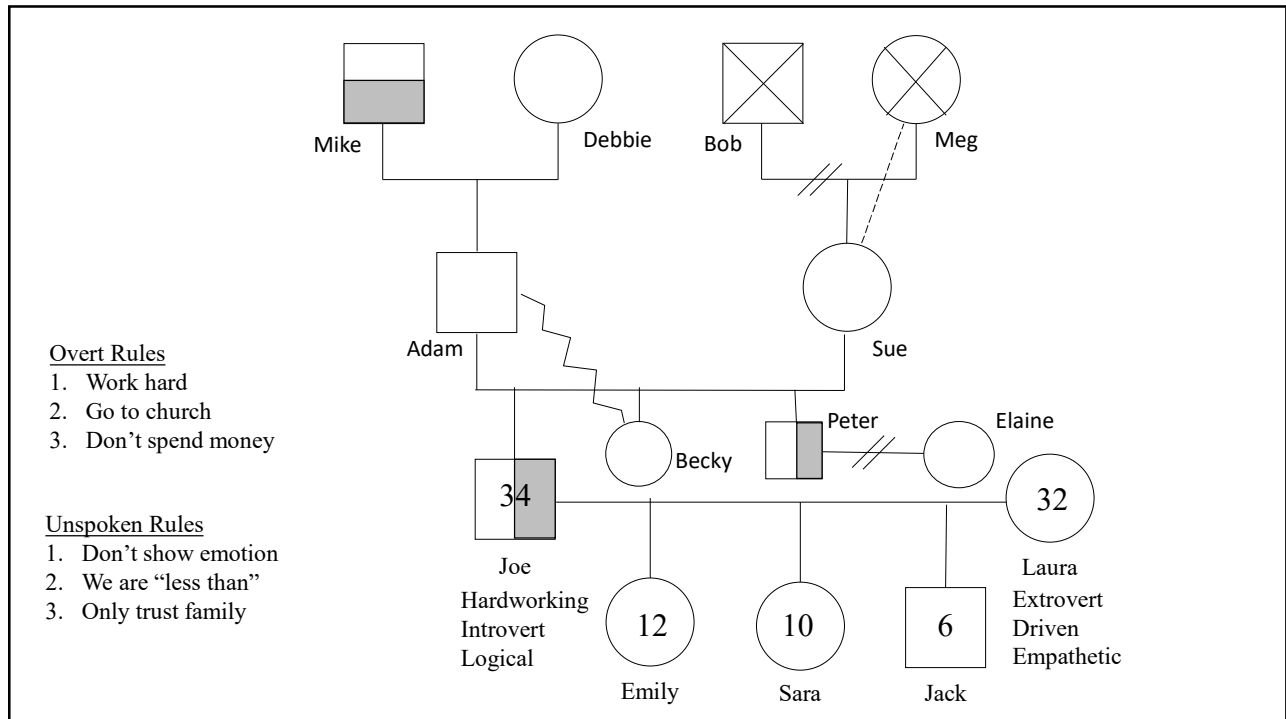 Mike
Debbie
Bob
Meg
Adam
Sue
Overt Rules
1. Work hard
2. Go to church
3. Don’t spend money
Peter
Elaine
Becky
34
32
Unspoken Rules
1. Don’t show emotion
2. We are “less than”
3. Only trust family
Joe
Hardworking
Introvert
Logical
Laura
Extrovert
Driven
Empathetic
12
10
6
Emily
Sara
Jack